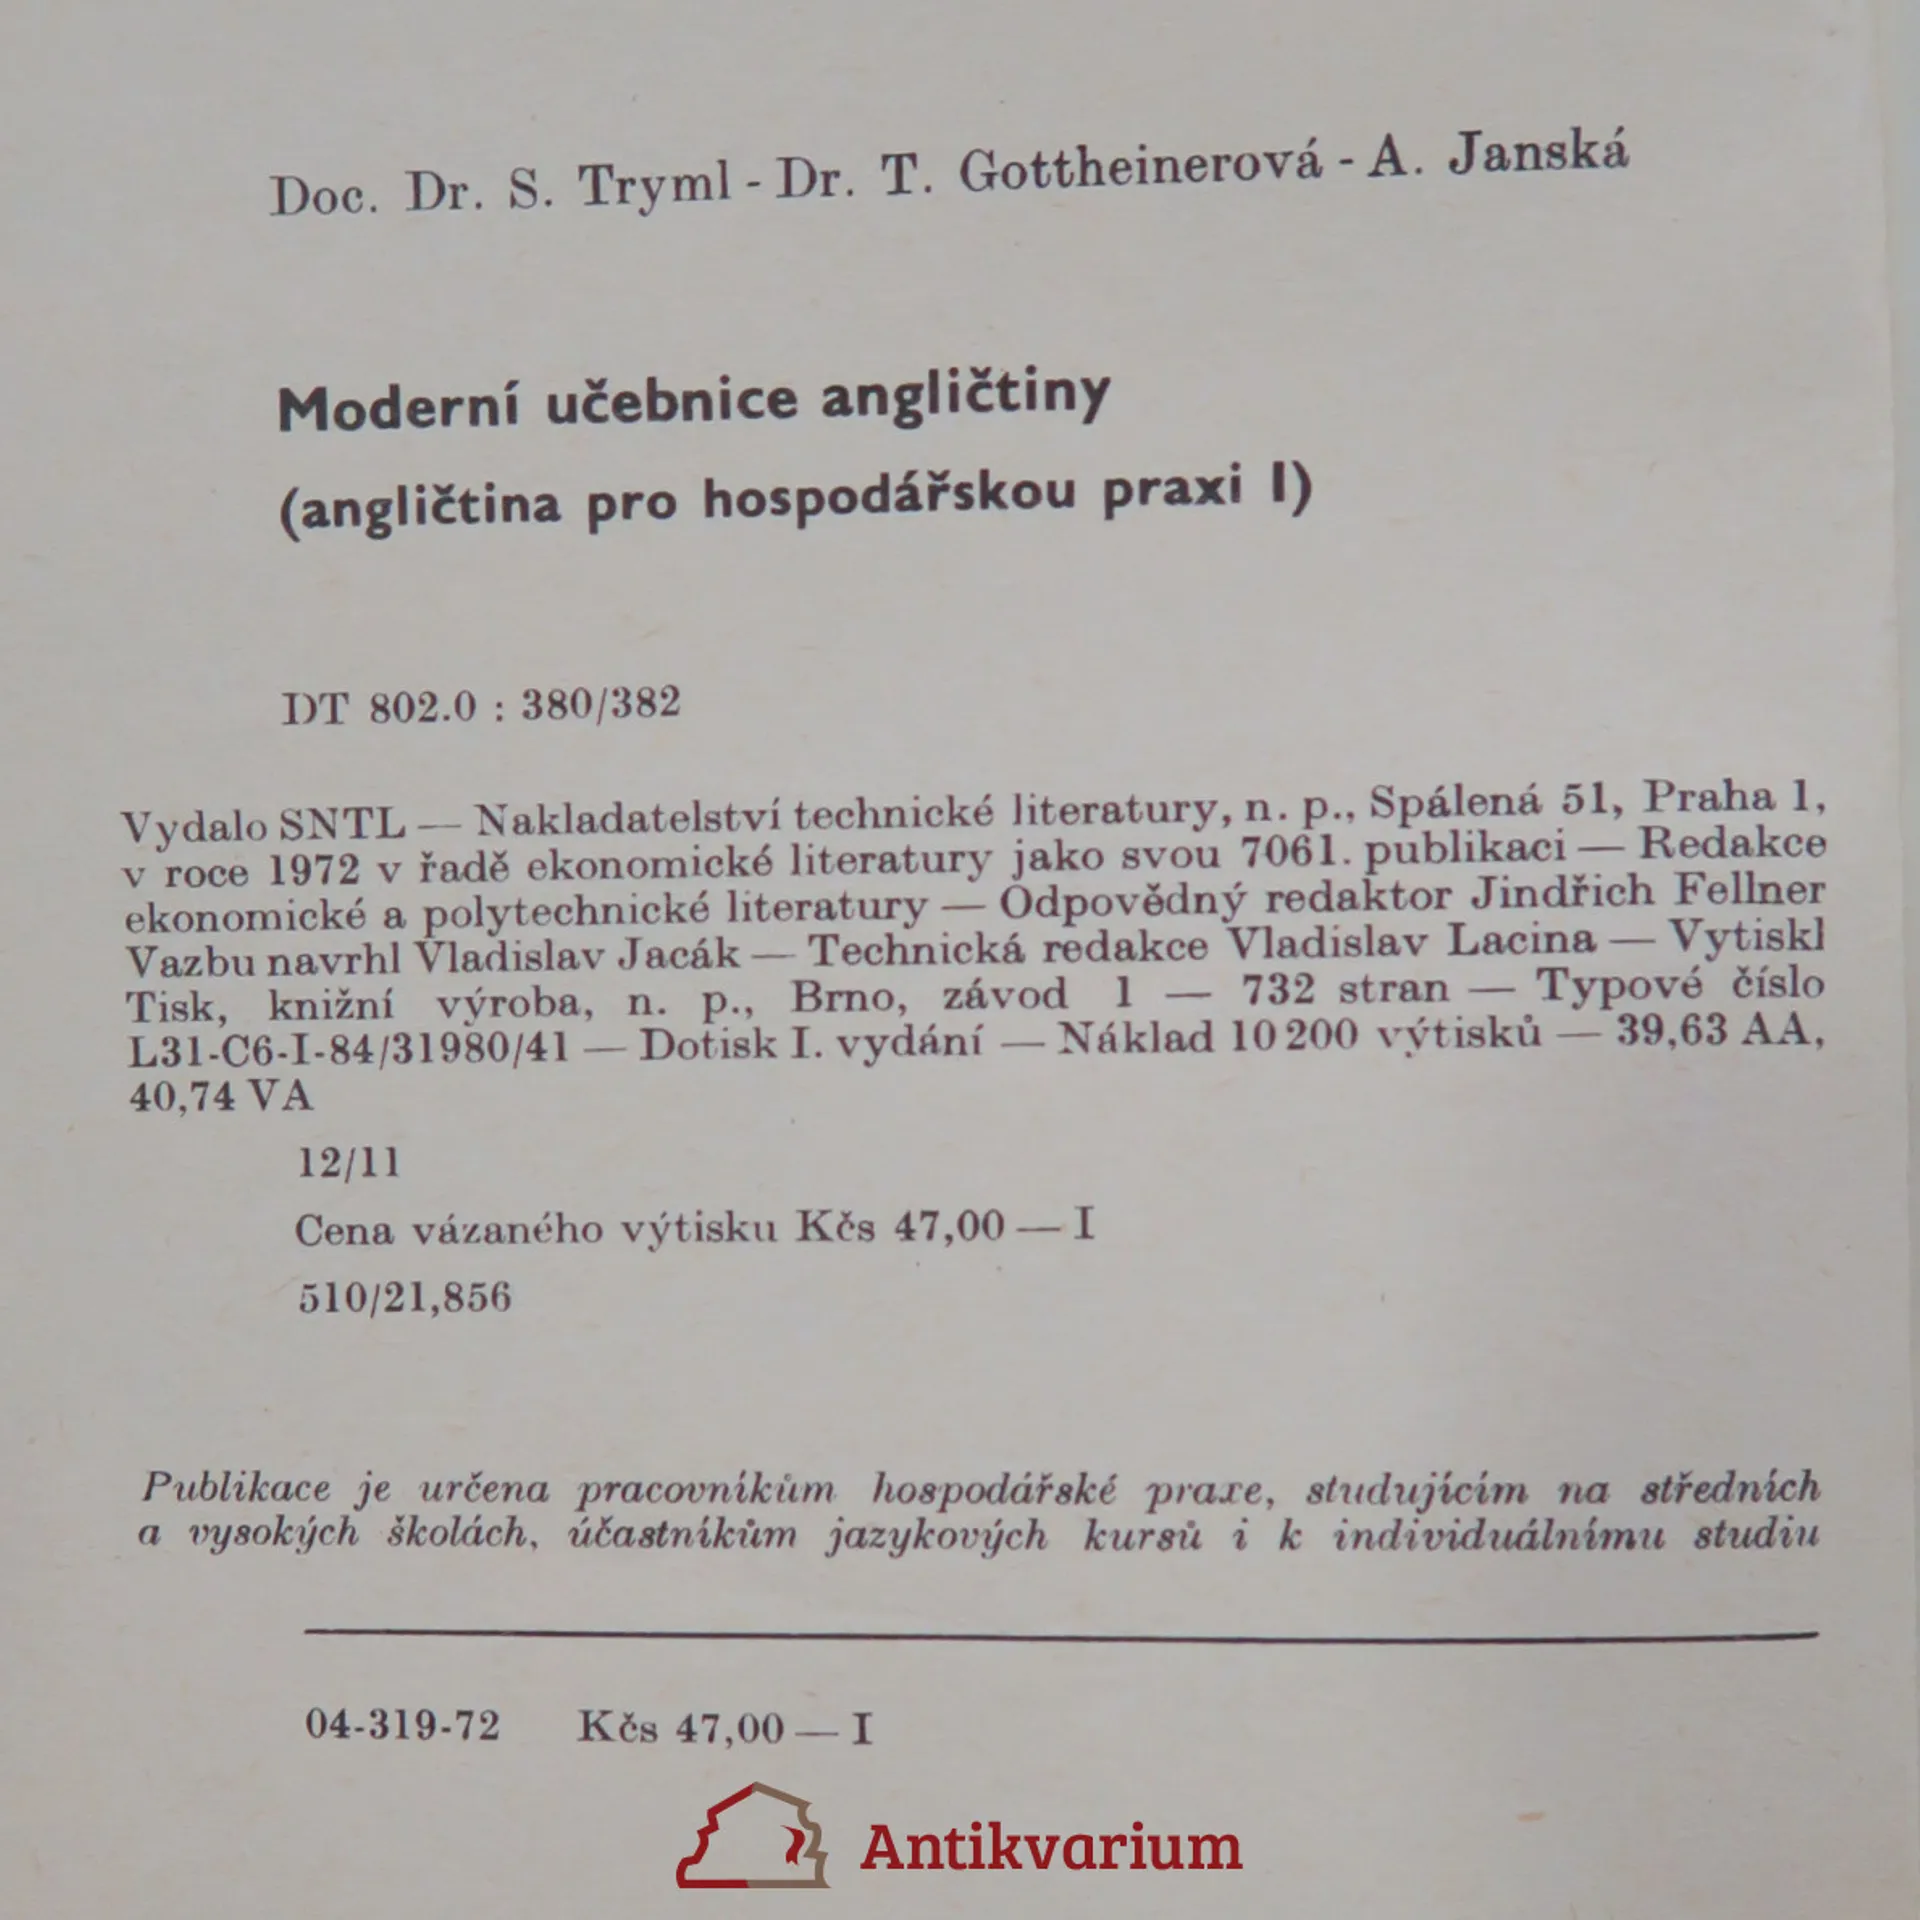 Doc. Dr. S. Tryml - Dr. T. Gottheinerová - A. Janská
Moderní učebnice angličtiny
(angličtina pro hospodářskou praxi I)
DT 802.0 : 380/382
Vydalo SNTL — Nakladatelství technické literatury, n. p., Spálená 51, Praha 1,
v roce 1972 v řadě ekonomické literatury jako svou 7061. publikaci — Redakce
ekonomické a polytechnické literatury — Odpovědný redaktor Jindřich Fellner
Vazbu navrhl Vladislav Jacák — Technická redakce Vladislav Lacina — Vytiskl
Tisk, knižní výroba, n. p., Brno, závod 1 — 732 stran — Typové číslo
L31-C6-I-84/31980/41 — Dotisk I. vydání — Náklad 10 200 výtisků — 39,63 AA,
40,74 VA
12/11
Cena vázaného výtisku Kčs 47,00 — I
510/21,856
Publikace je určena pracovníkům hospodářské praxe, studujícím na středních
a vysokých školách, účastníkům jazykových kursů i k individuálnímu studiu
04-319-72 Kčs 47,00 — I
Antikvarium